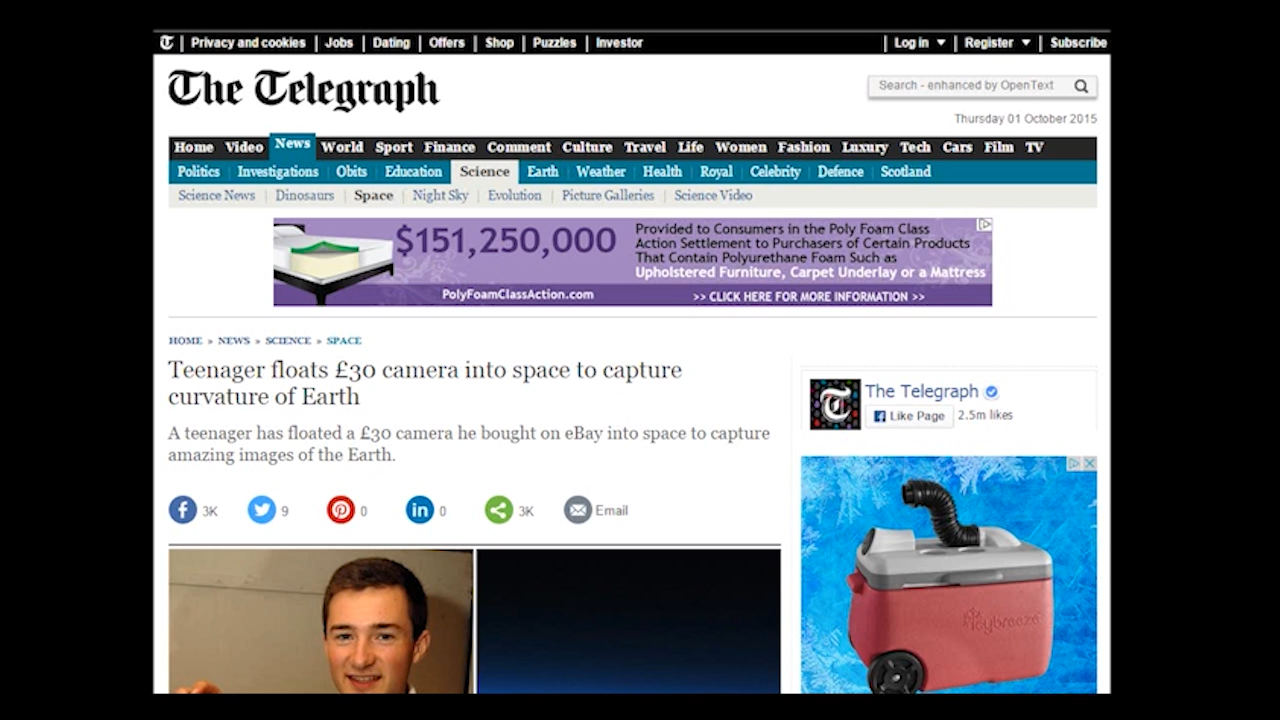 Privacy and cookies Jobs Dating Offers Shop Puzzles Investor Log in Register Subscribe
The Telegraph
Search - enhanced by OpenText
Thursday 01 October 2015
Home Video News World Sport Finance Comment Culture Travel Life Women Fashion Luxury Tech Cars Film TV
Politics Investigations Obits Education Science Earth Weather Health Royal Celebrity Defence Scotland
Science News Dinosaurs Space Night Sky Evolution Picture Galleries Science Video
$151,250,000
Provided to Consumers in the Poly Foam Class
Action Settlement to Purchasers of Certain Products
That Contain Polyurethane Foam Such as
Upholstered Furniture, Carpet Underlay or a Mattress
PolyFoamClassAction.com
>> CLICK HERE FOR MORE INFORMATION >>
HOME » NEWS » SCIENCE » SPACE
Teenager floats £30 camera into space to capture
curvature of Earth
A teenager has floated a £30 camera he bought on eBay into space to capture
amazing images of the Earth.
3K 9 0 0 3K Email
The Telegraph
Like Page 2.5m likes
icybreeze